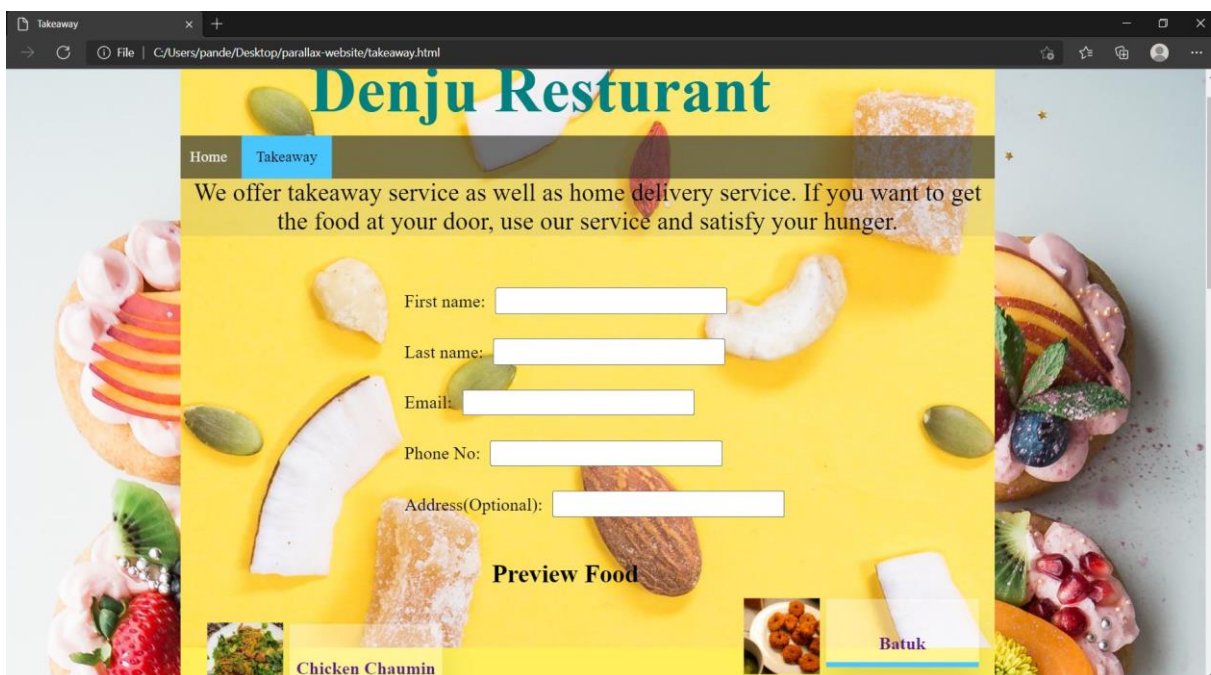 Takeaway
File | C:/Users/pande/Desktop/parallax-website/takeaway.html
Denju Resturant
Home Takeaway
We offer takeaway service as well as home delivery service. If you want to get
the food at your door, use our service and satisfy your hunger.
First name:
Last name:
Email:
Phone No:
Address(Optional):
Preview Food
Batuk
Chicken Chaumin